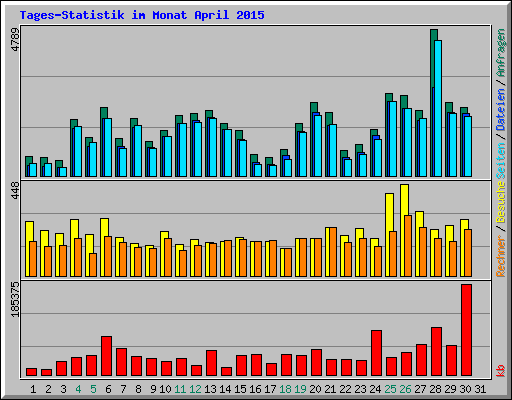 Tages-Statistik im Monat April 2015
4789
448
185375
Rechner / Besuche Seiten / Dateien / Anfragen
kb
1 2 3 4 5 6 7 8 9 10 11 12 13 14 15 16 17 18 19 20 21 22 23 24 25 26 27 28 29 30 31